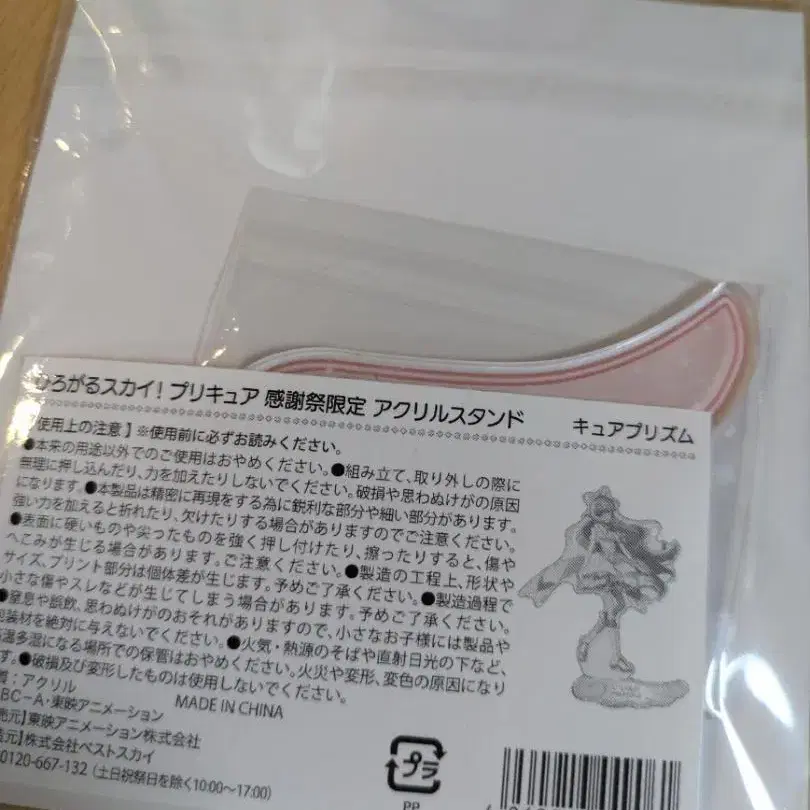 ひろがるスカイ！プリキュア 感謝祭限定 アクリルスタンド キュアプリズム
使用上の注意】※使用前に必ずお読みください。
●本来の用途以外でのご使用はおやめください。●組み立て、取り外しの際に
無理に押し込んだり、力を加えたりしないでください。破損や思わぬけがの原因
になります。●本製品は精密に再現をする為に鋭利な部分や細い部分があります。
強い力を加えると折れたり、欠けたりする場合がありますのでご注意ください。
●表面に硬いものや尖ったものを強く押し付けたり、擦ったりすると、傷や
へこみが生じる場合があります。ご注意ください。●製造の工程上、形状や
サイズ、プリント部分は個体差が生じます。予めご了承ください。●製造過程で
小さな傷やスレなどが生じてしまう場合があります。予めご了承ください。
●窒息や誤飲、思わぬけがのおそれがありますので、小さなお子様には製品や
包装材を絶対に与えないでください。●火気・熱源のそばや直射日光の下など、
高温多湿になる場所での保管はおやめください。火災や変形、変色の原因になり
す。●破損及び変形したものは使用しないでください。
：アクリル MADE IN CHINA
BC-A・東映アニメーション
売元】東映アニメーション株式会社
造元】株式会社ベストスカイ
0120-667-132（土日祝祭日を除く10:00～17:00）
プラ
PP